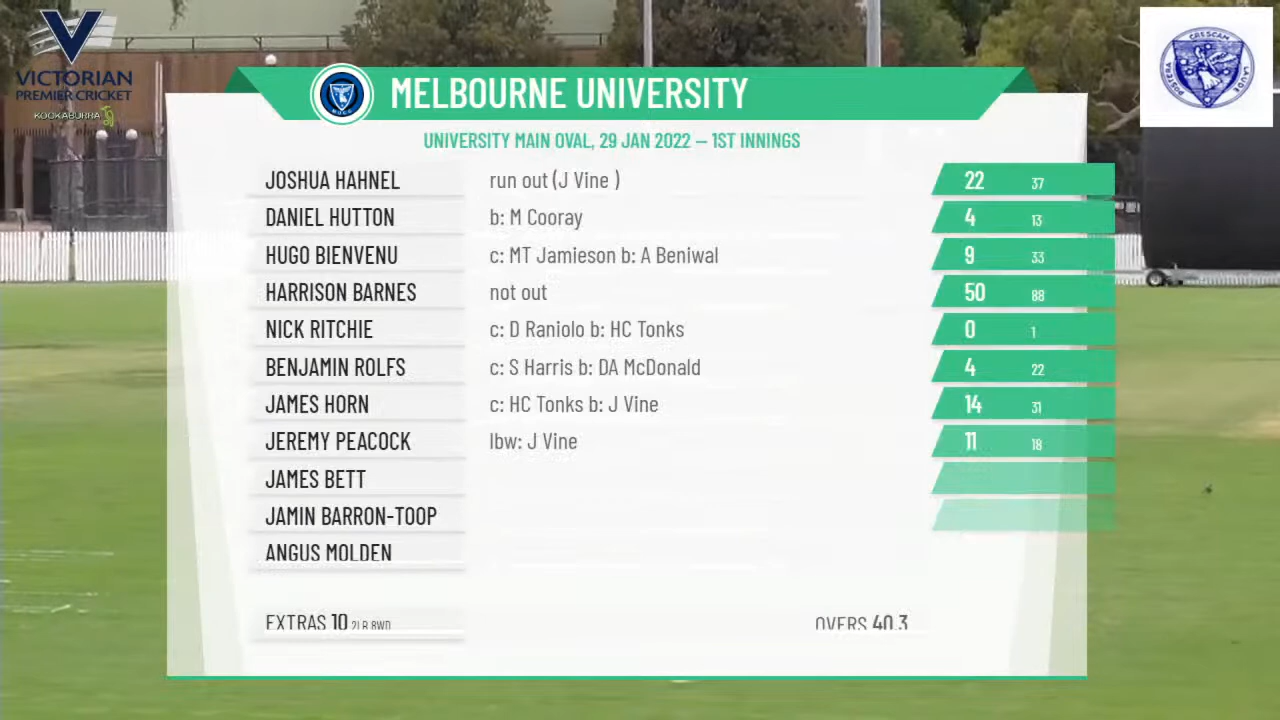 VICTORIAN
PREMIER CRICKET
KOOKABURRA
MELBOURNE UNIVERSITY
UNIVERSITY MAIN OVAL, 29 JAN 2022 – 1ST INNINGS
JOSHUA HAHNEL run out (J Vine ) 22 37
DANIEL HUTTON b: M Cooray 4 13
HUGO BIENVENU c: MT Jamieson b: A Beniwal 9 33
HARRISON BARNES not out 50 88
NICK RITCHIE c: D Raniolo b: HC Tonks 0 1
BENJAMIN ROLFS c: S Harris b: DA McDonald 4 22
JAMES HORN c: HC Tonks b: J Vine 14 31
JEREMY PEACOCK lbw: J Vine 11 18
JAMES BETT
JAMIN BARRON-TOOP
ANGUS MOLDEN
EXTRAS 10 2LB 8WD OVERS 40.3